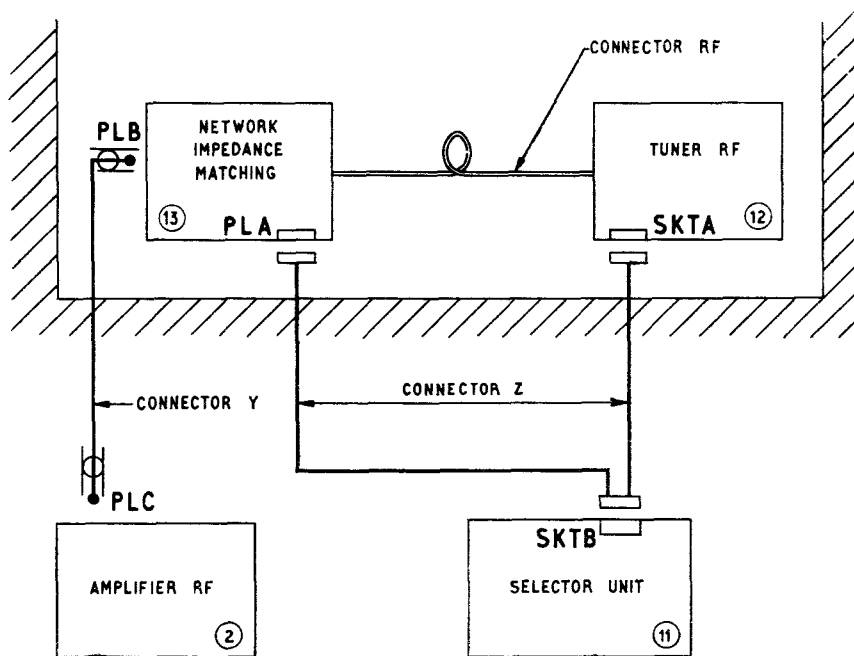 CONNECTOR RF
PLB
NETWORK
IMPEDANCE
MATCHING
TUNER RF
13
PLA
SKTA
12
CONNECTOR Z
CONNECTOR Y
PLC
SKTB
AMPLIFIER RF
SELECTOR UNIT
2
11